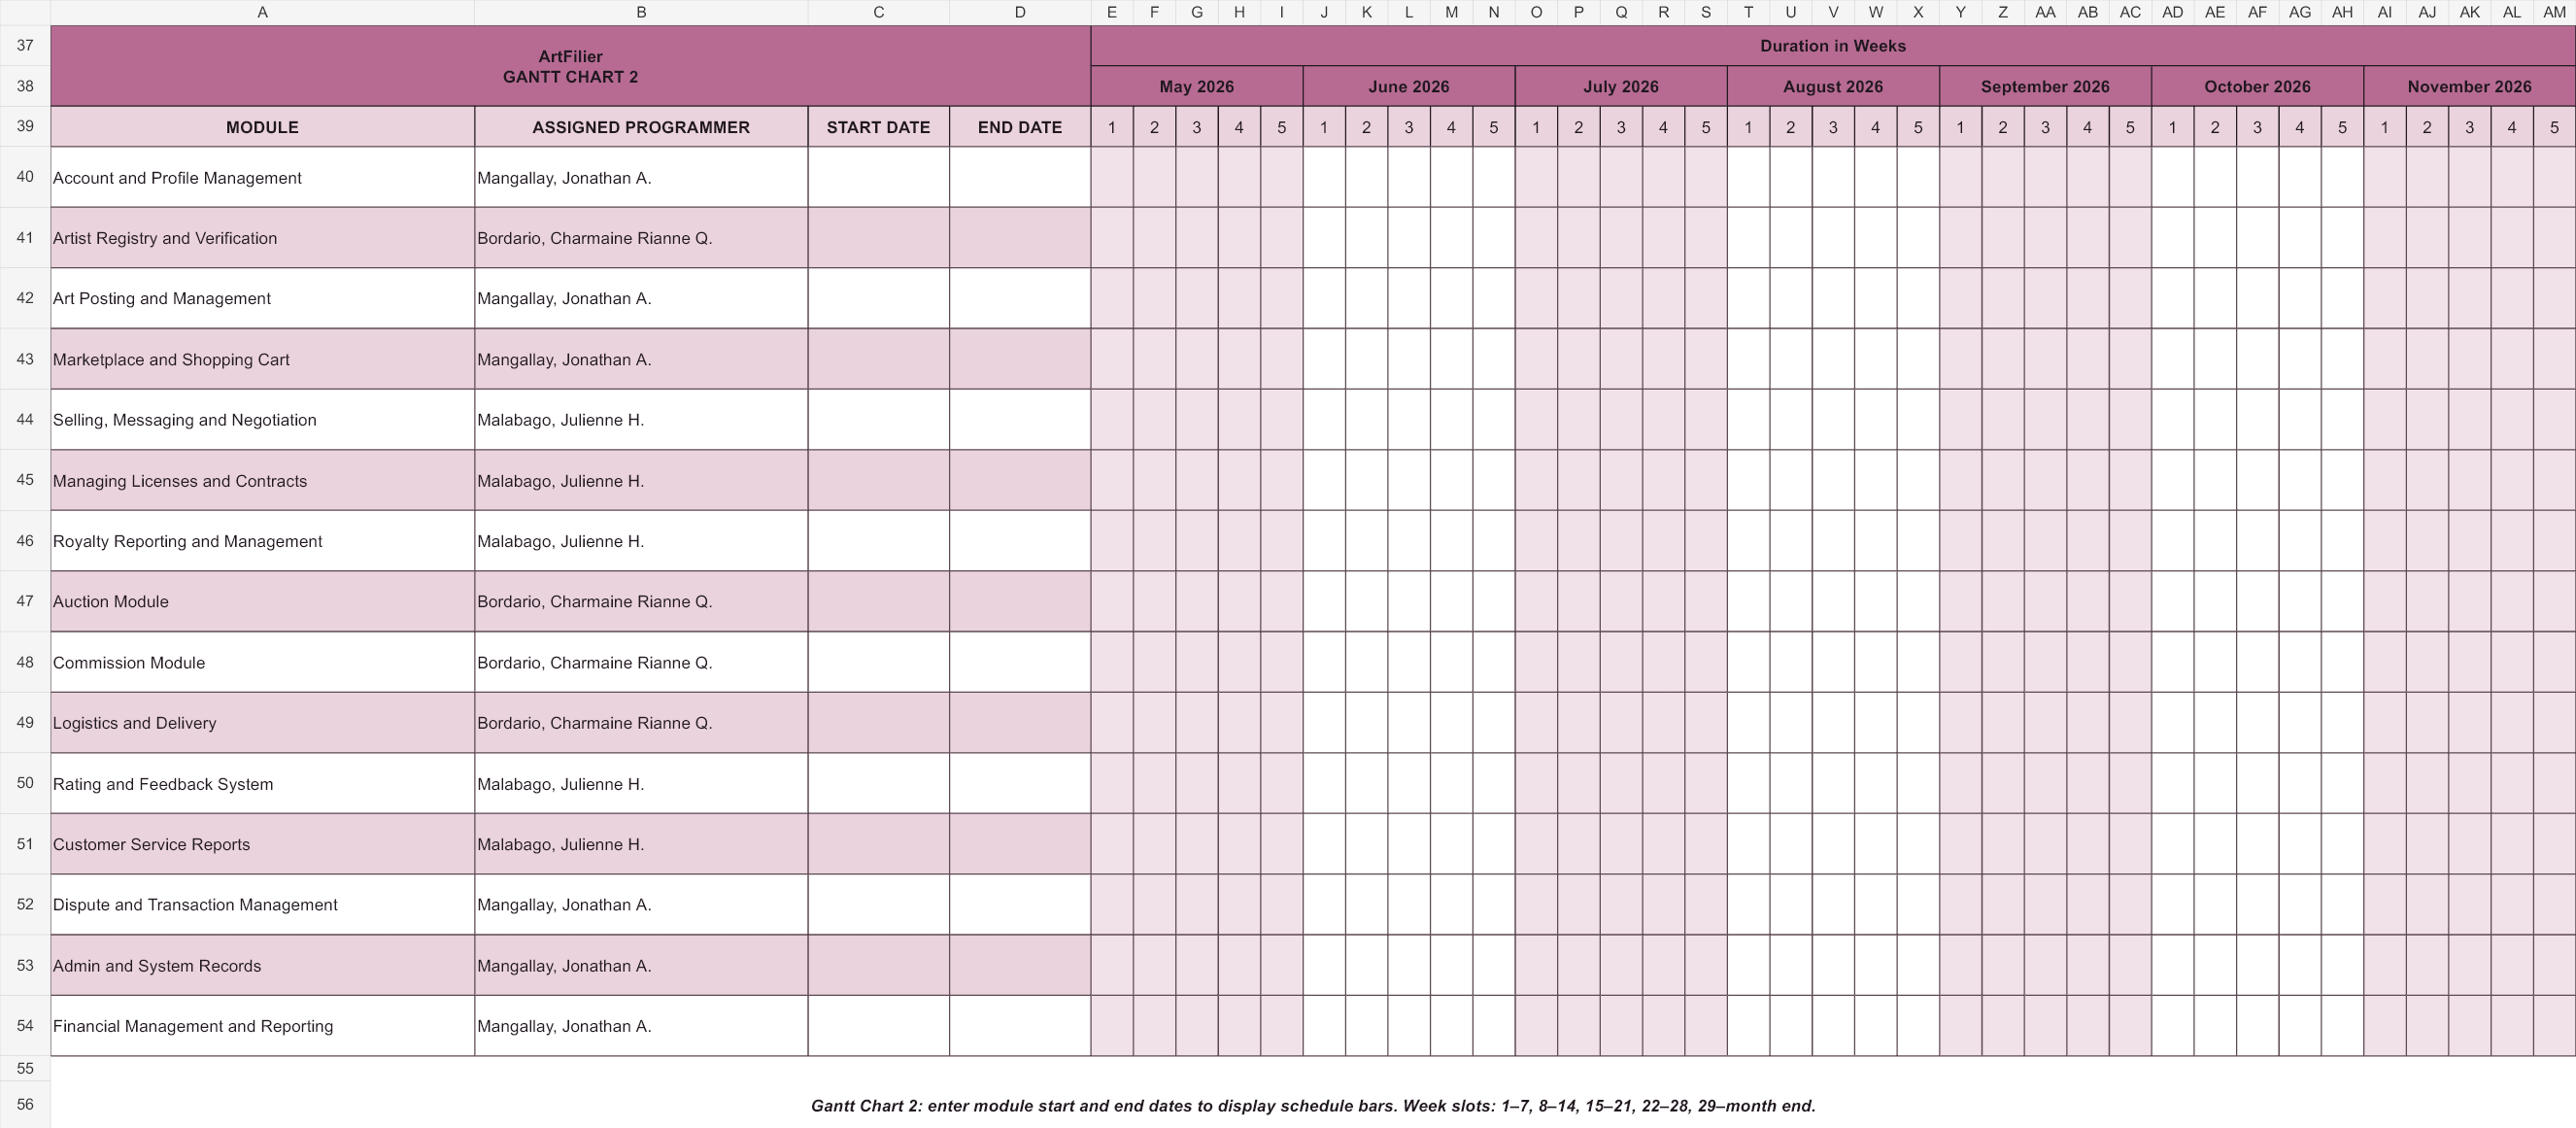 A B C D E F G H I J K L M N O P Q R S T U V W X Y Z AA AB AC AD AE AF AG AH AI AJ AK AL AM
37 ArtFilier Duration in Weeks
GANTT CHART 2
38 May 2026 June 2026 July 2026 August 2026 September 2026 October 2026 November 2026
39 MODULE ASSIGNED PROGRAMMER START DATE END DATE 1 2 3 4 5 1 2 3 4 5 1 2 3 4 5 1 2 3 4 5 1 2 3 4 5 1 2 3 4 5 1 2 3 4 5
40 Account and Profile Management Mangallay, Jonathan A.
41 Artist Registry and Verification Bordario, Charmaine Rianne Q.
42 Art Posting and Management Mangallay, Jonathan A.
43 Marketplace and Shopping Cart Mangallay, Jonathan A.
44 Selling, Messaging and Negotiation Malabago, Julienne H.
45 Managing Licenses and Contracts Malabago, Julienne H.
46 Royalty Reporting and Management Malabago, Julienne H.
47 Auction Module Bordario, Charmaine Rianne Q.
48 Commission Module Bordario, Charmaine Rianne Q.
49 Logistics and Delivery Bordario, Charmaine Rianne Q.
50 Rating and Feedback System Malabago, Julienne H.
51 Customer Service Reports Malabago, Julienne H.
52 Dispute and Transaction Management Mangallay, Jonathan A.
53 Admin and System Records Mangallay, Jonathan A.
54 Financial Management and Reporting Mangallay, Jonathan A.
55
56 Gantt Chart 2: enter module start and end dates to display schedule bars. Week slots: 1–7, 8–14, 15–21, 22–28, 29–month end.